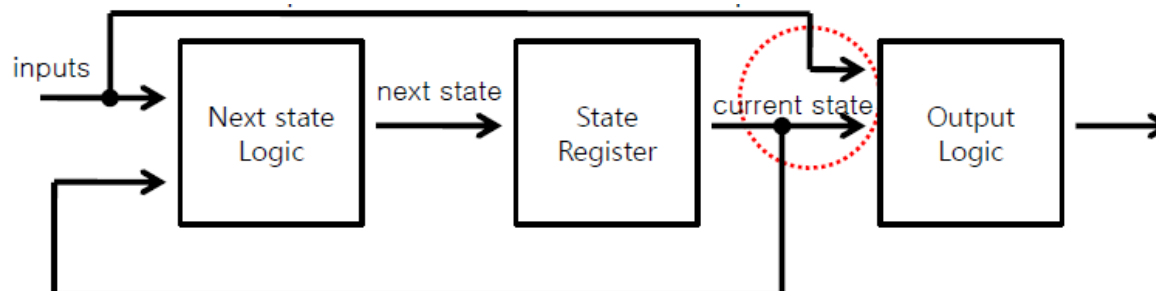 inputs
Next state
Logic
next state
State
Register
current state
Output
Logic